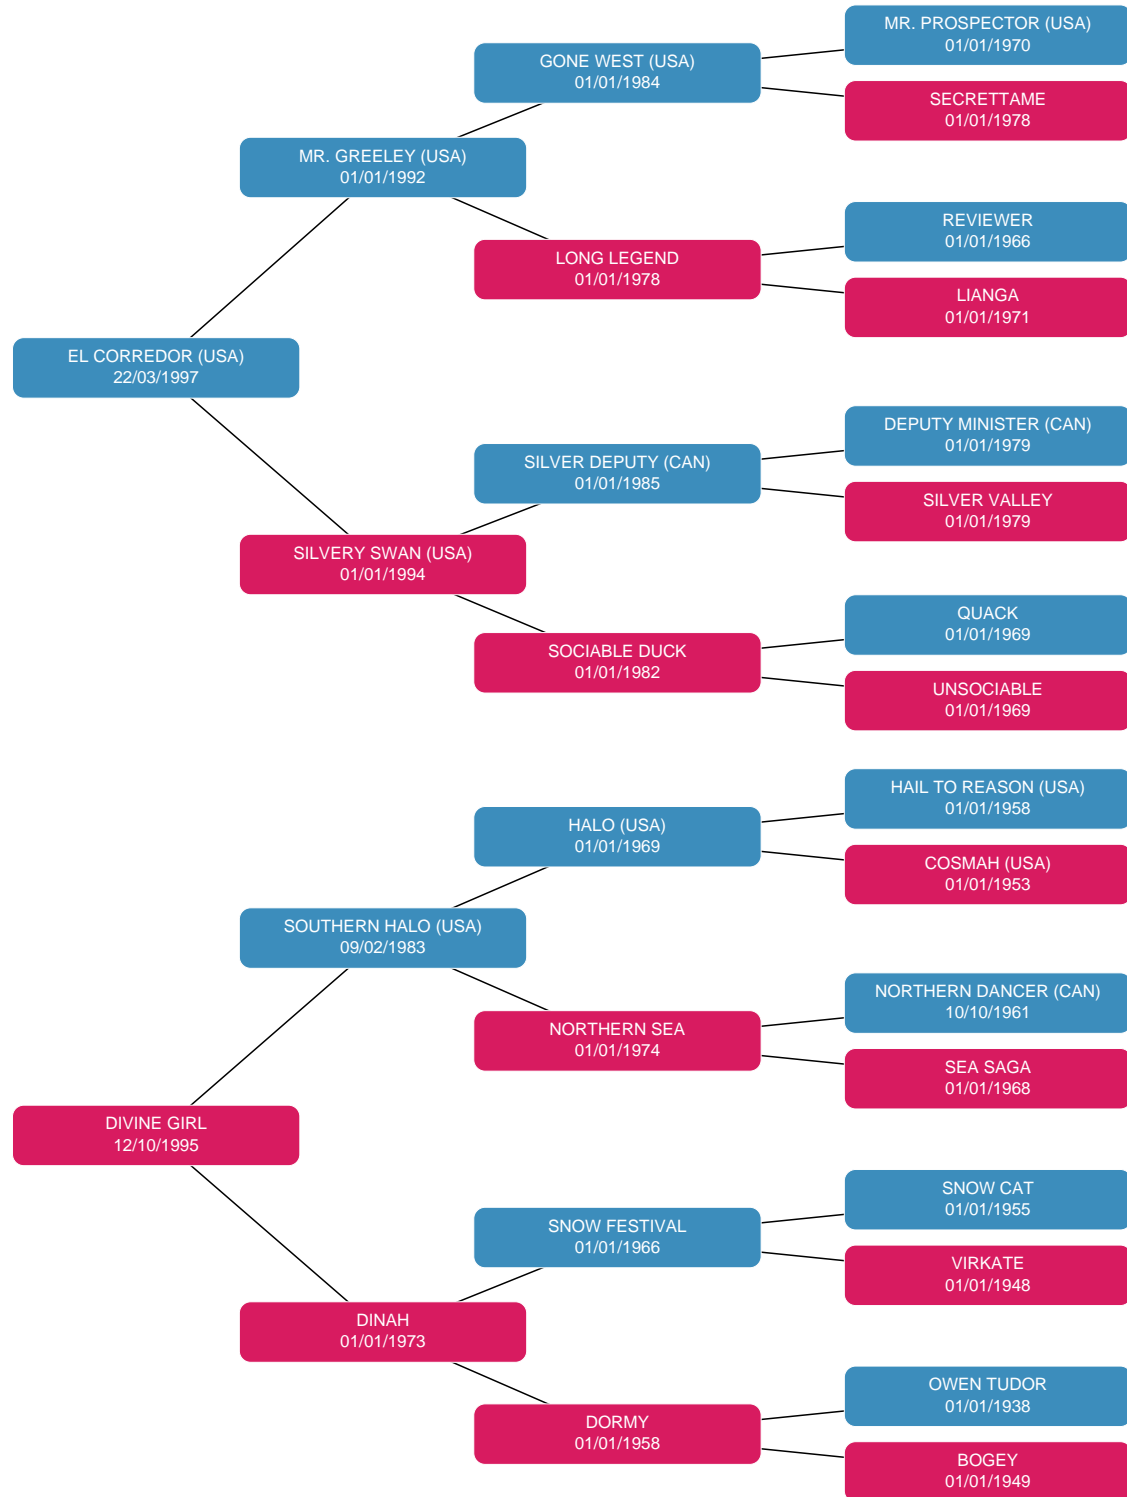 MR. PROSPECTOR (USA)
01/01/1970
GONE WEST (USA)
01/01/1984
SECRETTAME
01/01/1978
MR. GREELEY (USA)
01/01/1992
REVIEWER
01/01/1966
LONG LEGEND
01/01/1978
LIANGA
01/01/1971
EL CORREDOR (USA)
22/03/1997
DEPUTY MINISTER (CAN)
01/01/1979
SILVER DEPUTY (CAN)
01/01/1985
SILVER VALLEY
01/01/1979
SILVERY SWAN (USA)
01/01/1994
QUACK
01/01/1969
SOCIABLE DUCK
01/01/1982
UNSOCIABLE
01/01/1969
HAIL TO REASON (USA)
01/01/1958
HALO (USA)
01/01/1969
COSMAH (USA)
01/01/1953
SOUTHERN HALO (USA)
09/02/1983
NORTHERN DANCER (CAN)
10/10/1961
NORTHERN SEA
01/01/1974
SEA SAGA
01/01/1968
DIVINE GIRL
12/10/1995
SNOW CAT
01/01/1955
SNOW FESTIVAL
01/01/1966
VIRKATE
01/01/1948
DINAH
01/01/1973
OWEN TUDOR
01/01/1938
DORMY
01/01/1958
BOGEY
01/01/1949